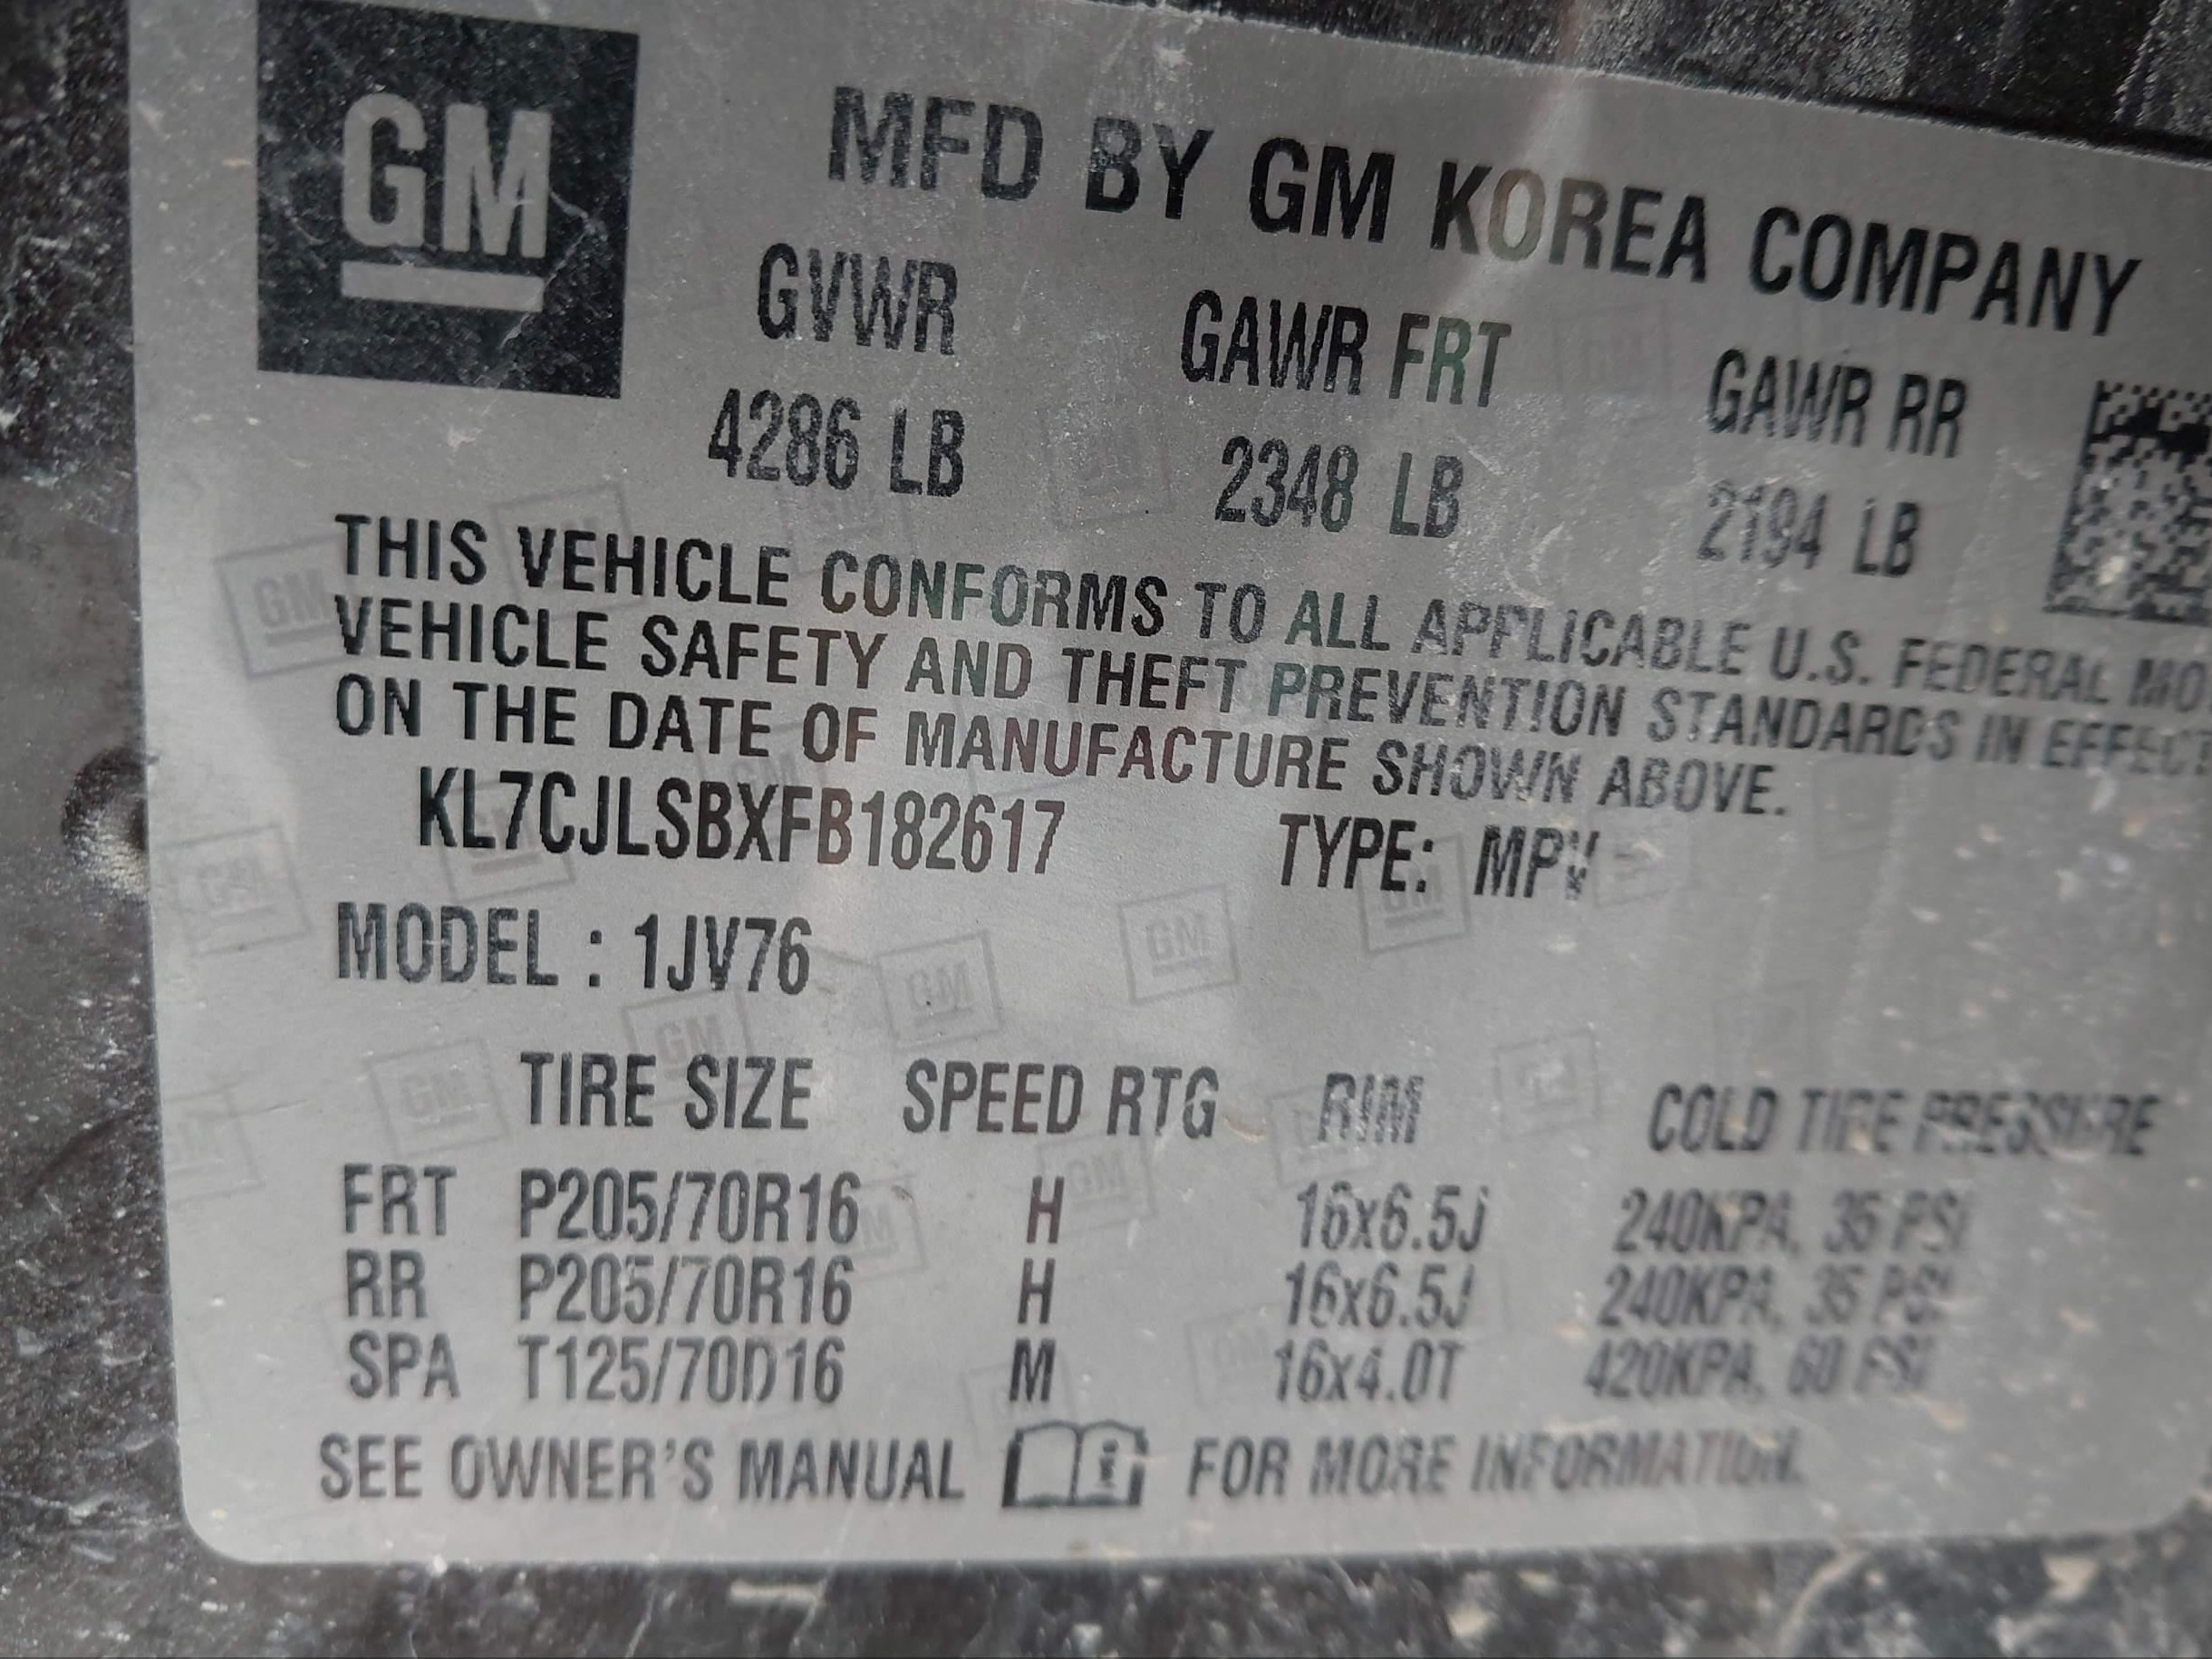 GM
MFD BY GM KOREA COMPANY
GVWR GAWR FRT GAWR RR
4286 LB 2348 LB 2194 LB
THIS VEHICLE CONFORMS TO ALL APPLICABLE U.S. FEDERAL MO
VEHICLE SAFETY AND THEFT PREVENTION STANDARDS IN EFFECT
ON THE DATE OF MANUFACTURE SHOWN ABOVE.
KL7CJLSBXFB182617 TYPE: MPV
MODEL : 1JV76
TIRE SIZE SPEED RTG RIM COLD TIRE PRESSURE
FRT P205/70R16 H 16x6.5J 240KPA, 35 PSI
RR P205/70R16 H 16x6.5J 240KPA, 35 PSI
SPA T125/70D16 M 16x4.0T 420KPA, 60 PSI
SEE OWNER'S MANUAL FOR MORE INFORMATION.